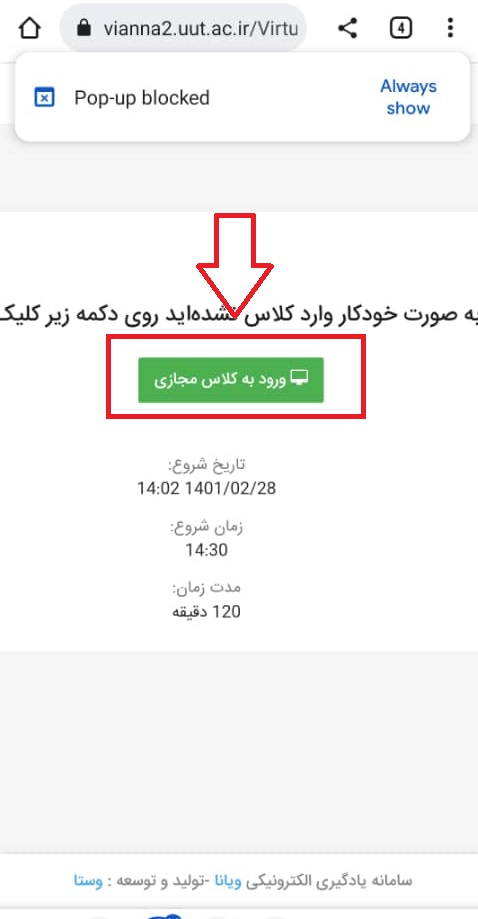 4
vianna2.uut.ac.ir/Virtu
Pop-up blocked
Always
show
به صورت خودکار وارد کلاس نشده‌اید روی دکمه زیر کلیک
ورود به کلاس مجازی
تاریخ شروع:
14:02 1401/02/28
زمان شروع:
14:30
مدت زمان:
120 دقیقه
سامانه یادگیری الکترونیکی ویانا -تولید و توسعه : وستا